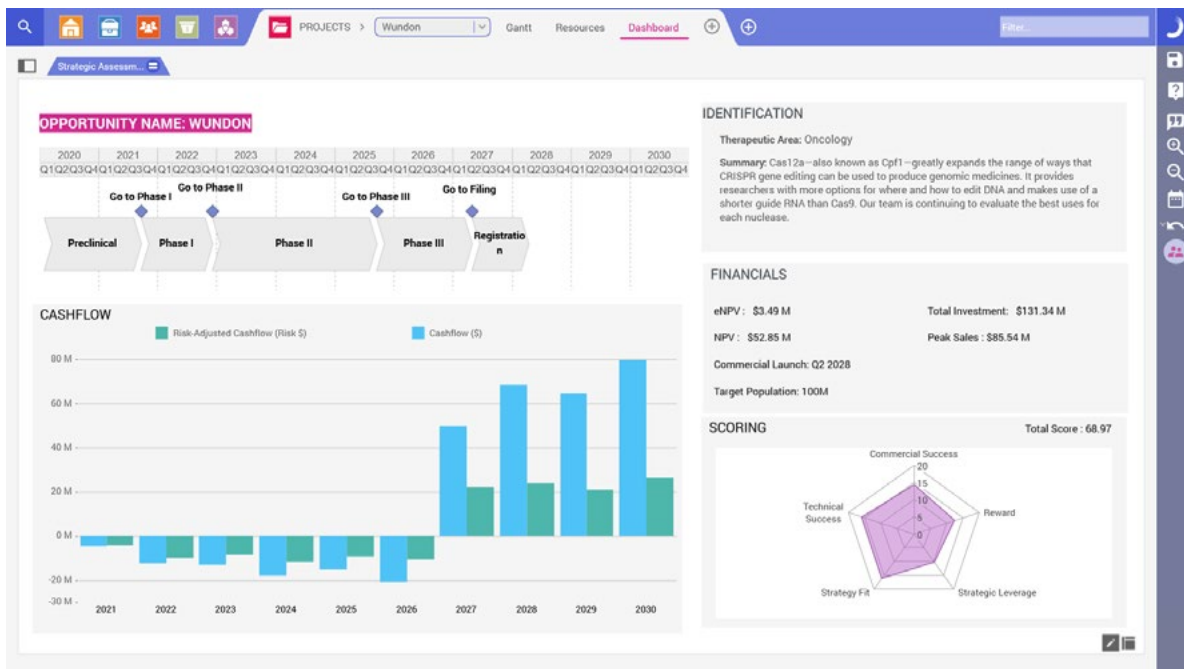 PROJECTS > Wundon Gantt Resources Dashboard Filter...
Strategic Assessm...
OPPORTUNITY NAME: WUNDON
2020 2021 2022 2023 2024 2025 2026 2027 2028 2029 2030
Q1Q2Q3Q4Q1Q2Q3Q4Q1Q2Q3Q4Q1Q2Q3Q4Q1Q2Q3Q4Q1Q2Q3Q4Q1Q2Q3Q4Q1Q2Q3Q4Q1Q2Q3Q4Q1Q2Q3Q4Q1Q2Q3Q4
Go to Phase I
Go to Phase II
Go to Phase III
Go to Filing
Preclinical
Phase I
Phase II
Phase III
Registratio
n
CASHFLOW
Risk-Adjusted Cashflow (Risk $) Cashflow ($)
80 M
60 M
40 M
20 M
0 M
-20 M
-30 M
2021 2022 2023 2024 2025 2026 2027 2028 2029 2030
IDENTIFICATION
Therapeutic Area: Oncology
Summary: Cas12a—also known as Cpf1—greatly expands the range of ways that
CRISPR gene editing can be used to produce genomic medicines. It provides
researchers with more options for where and how to edit DNA and makes use of a
shorter guide RNA than Cas9. Our team is continuing to evaluate the best uses for
each nuclease.
FINANCIALS
eNPV : $3.49 M Total Investment: $131.34 M
NPV : $52.85 M Peak Sales : $85.54 M
Commercial Launch: Q2 2028
Target Population: 100M
SCORING
Total Score : 68.97
Commercial Success
20
15
10
5
0
Technical
Success
Reward
Strategy Fit
Strategic Leverage